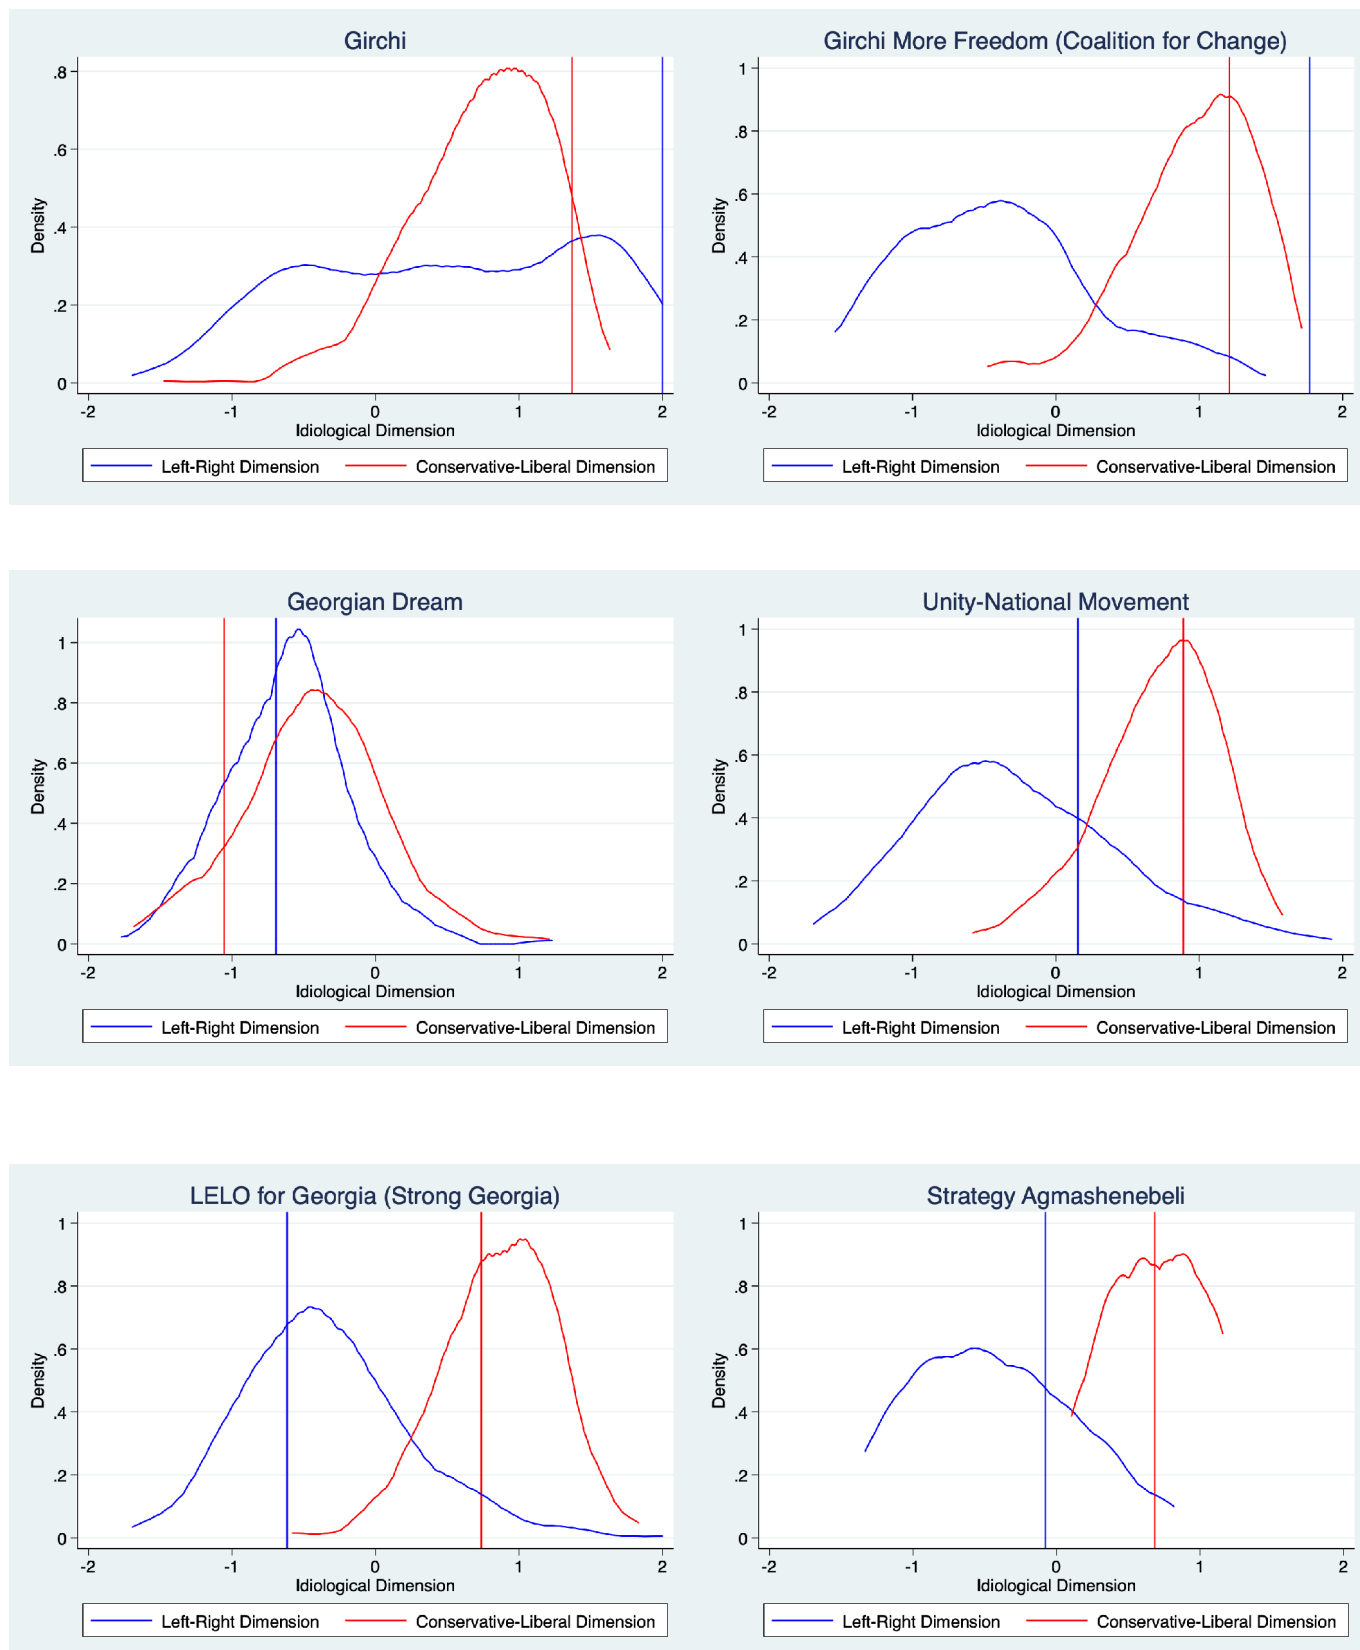 Girchi
Density
.8
.6
.4
.2
0
-2 -1 0 1 2
Idiological Dimension
Left-Right Dimension Conservative-Liberal Dimension
Girchi More Freedom (Coalition for Change)
Density
1
.8
.6
.4
.2
0
-2 -1 0 1 2
Idiological Dimension
Left-Right Dimension Conservative-Liberal Dimension
Georgian Dream
Density
1
.8
.6
.4
.2
0
-2 -1 0 1 2
Idiological Dimension
Left-Right Dimension Conservative-Liberal Dimension
Unity-National Movement
Density
1
.8
.6
.4
.2
0
-2 -1 0 1 2
Idiological Dimension
Left-Right Dimension Conservative-Liberal Dimension
LELO for Georgia (Strong Georgia)
Density
1
.8
.6
.4
.2
0
-2 -1 0 1 2
Idiological Dimension
Left-Right Dimension Conservative-Liberal Dimension
Strategy Agmashenebeli
Density
1
.8
.6
.4
.2
0
-2 -1 0 1 2
Idiological Dimension
Left-Right Dimension Conservative-Liberal Dimension